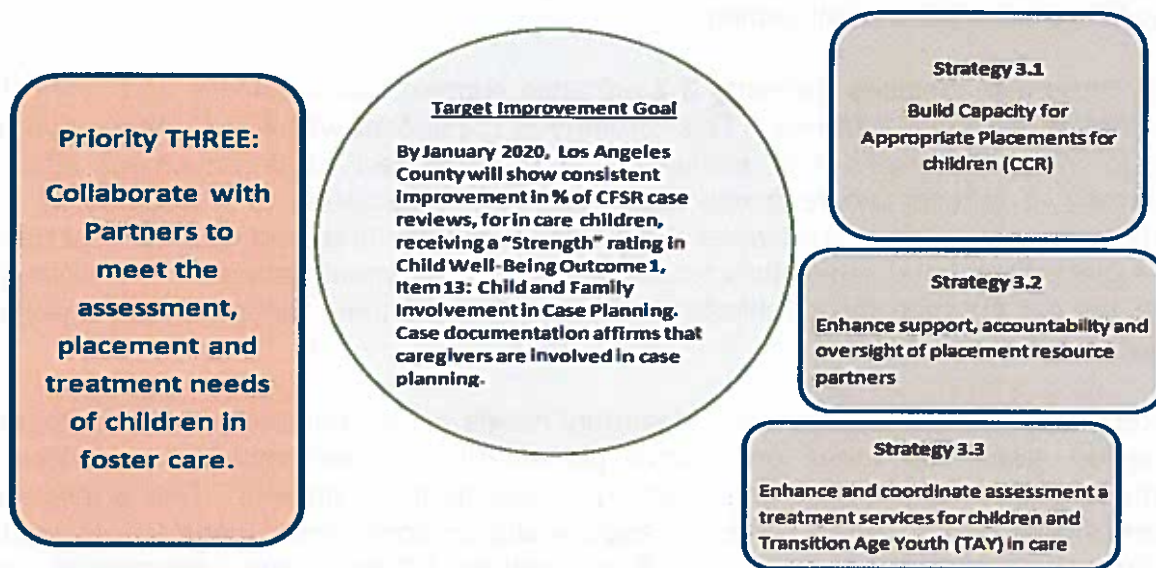 Priority THREE:
Collaborate with
Partners to
meet the
assessment,
placement and
treatment needs
of children in
foster care.
Target Improvement Goal
By January 2020, Los Angeles
County will show consistent
improvement in % of CFSR case
reviews, for in care children,
receiving a "Strength" rating in
Child Well-Being Outcome 1,
Item 13: Child and Family
Involvement in Case Planning.
Case documentation affirms that
caregivers are involved in case
planning.
Strategy 3.1
Build Capacity for
Appropriate Placements for
children (CCR)
Strategy 3.2
Enhance support, accountability and
oversight of placement resource
partners
Strategy 3.3
Enhance and coordinate assessment a
treatment services for children and
Transition Age Youth (TAY) in care